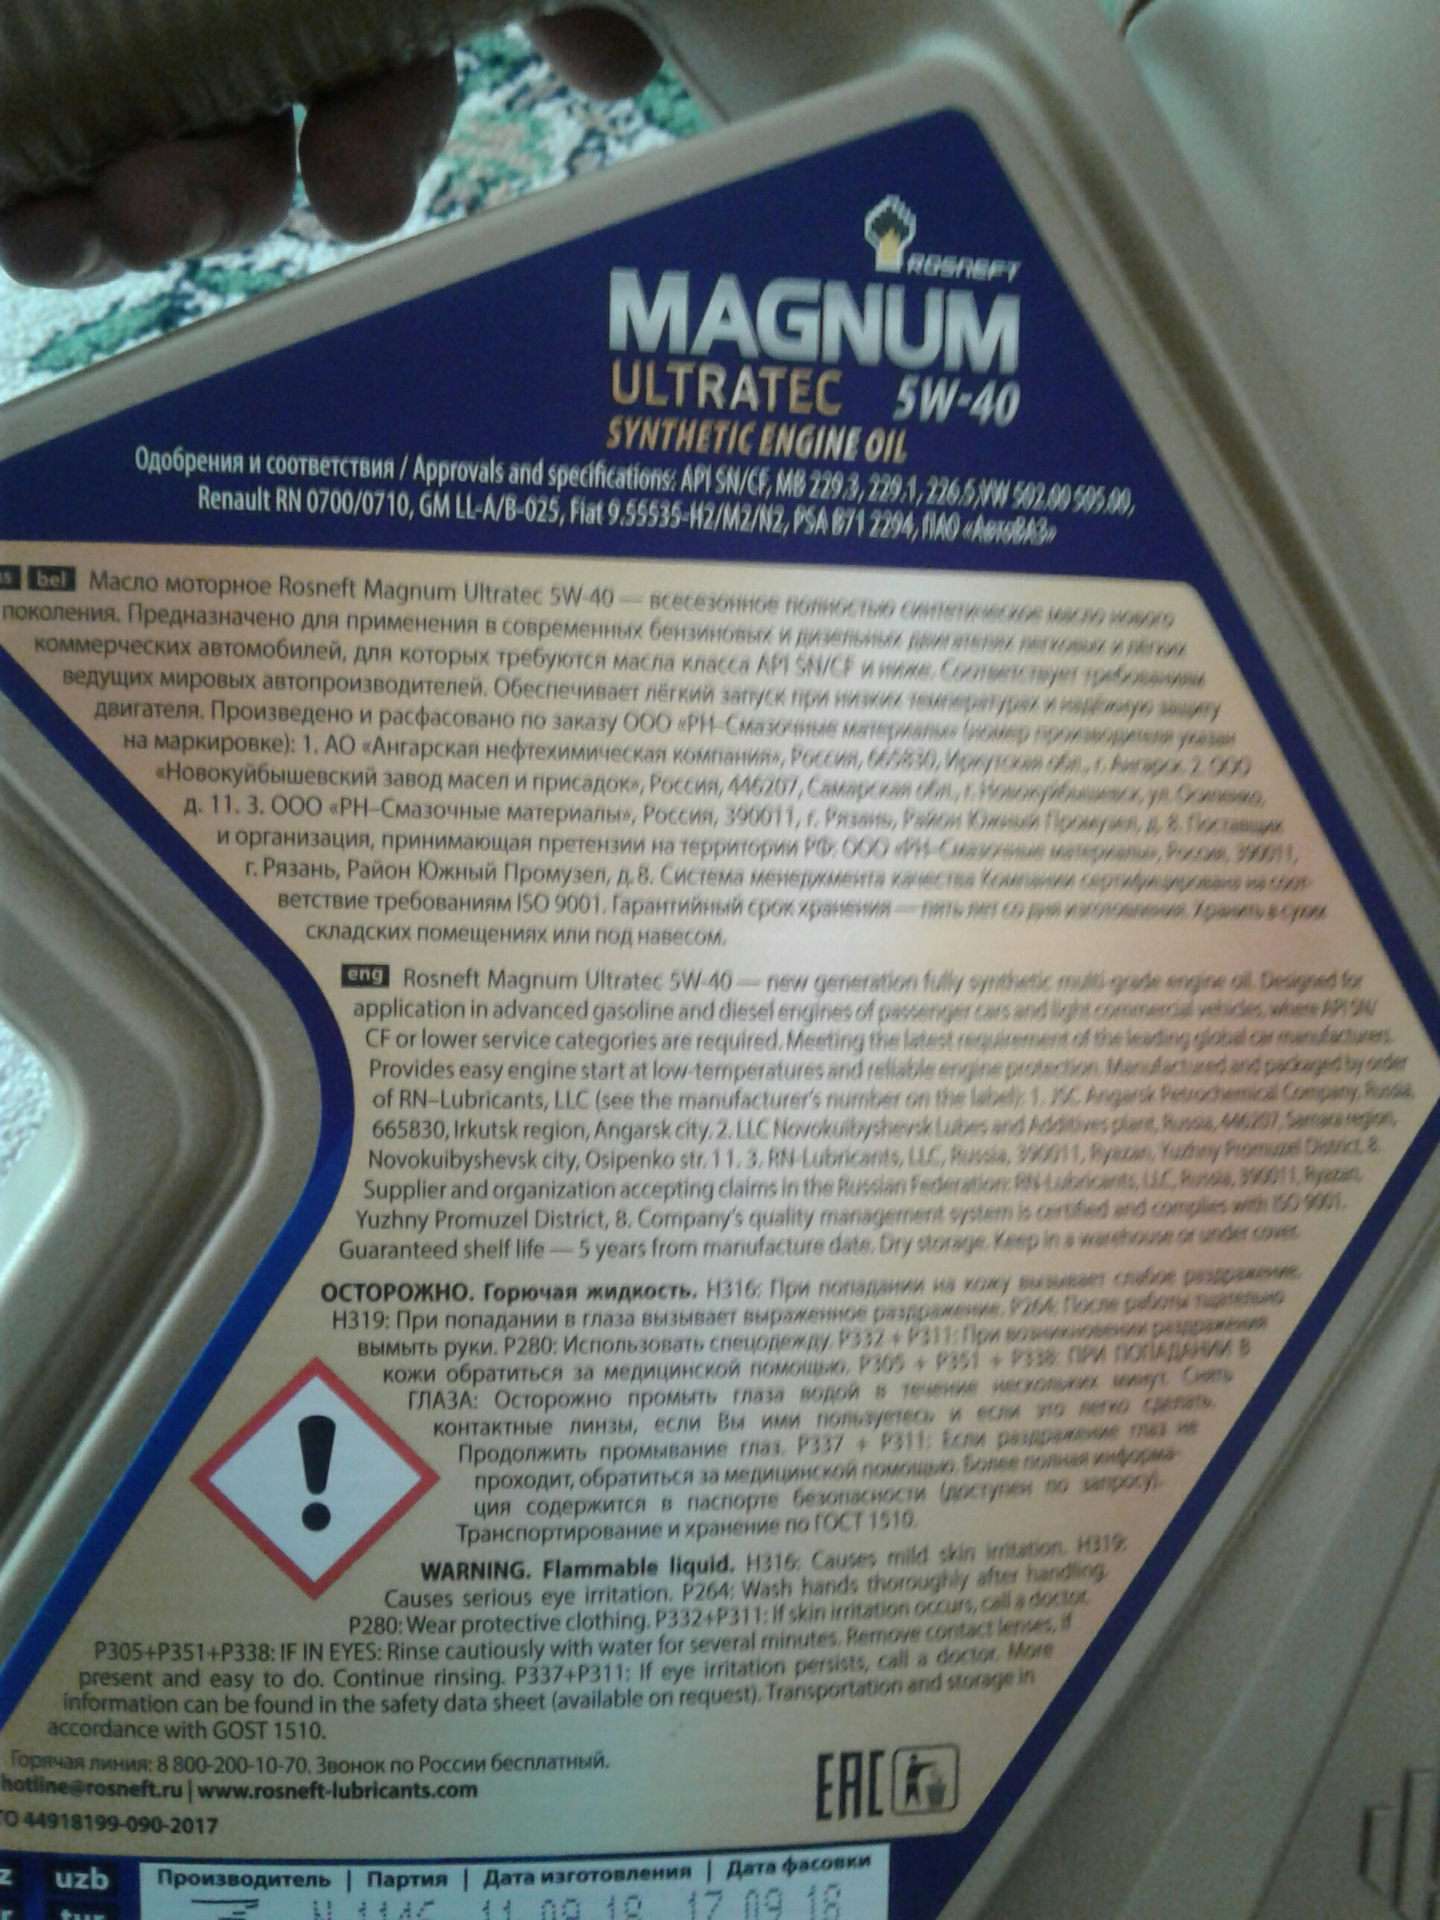 ROSNEFT
MAGNUM
ULTRATEC 5W-40
SYNTHETIC ENGINE OIL
Одобрения и соответствия / Approvals and specifications: API SN/CF, MB 229.3, 229.1, 226.5, VW 502.00 505.00,
Renault RN 0700/0710, GM LL-A/B-025, Fiat 9.55535-H2/M2/N2, PSA B71 2294, ПАО «АвтоВАЗ»
bel Масло моторное Rosneft Magnum Ultratec 5W-40 — всесезонное полностью синтетическое масло нового
поколения. Предназначено для применения в современных бензиновых и дизельных двигателях легковых и лёгких
коммерческих автомобилей, для которых требуются масла класса API SN/CF и ниже. Соответствует требованиям
ведущих мировых автопроизводителей. Обеспечивает лёгкий запуск при низких температурах и надёжную защиту
двигателя. Произведено и расфасовано по заказу ООО «РН–Смазочные материалы» (номер производителя указан
на маркировке): 1. АО «Ангарская нефтехимическая компания», Россия, 665830, Иркутская обл., г. Ангарск. 2. ООО
«Новокуйбышевский завод масел и присадок», Россия, 446207, Самарская обл., г. Новокуйбышевск, ул. Осипенко,
д. 11. 3. ООО «РН–Смазочные материалы», Россия, 390011, г. Рязань, Район Южный Промузел, д. 8. Поставщик
и организация, принимающая претензии на территории РФ: ООО «РН–Смазочные материалы», Россия, 390011,
г. Рязань, Район Южный Промузел, д. 8. Система менеджмента качества Компании сертифицирована на соот-
ветствие требованиям ISO 9001. Гарантийный срок хранения — пять лет со дня изготовления. Хранить в сухих
складских помещениях или под навесом.
eng Rosneft Magnum Ultratec 5W-40 — new generation fully synthetic multi-grade engine oil. Designed for
application in advanced gasoline and diesel engines of passenger cars and light commercial vehicles, where API SN/
CF or lower service categories are required. Meeting the latest requirement of the leading global car manufacturers.
Provides easy engine start at low-temperatures and reliable engine protection. Manufactured and packaged by order
of RN–Lubricants, LLC (see the manufacturer's number on the label): 1. JSC Angarsk Petrochemical Company, Russia,
665830, Irkutsk region, Angarsk city. 2. LLC Novokuibyshevsk Lubes and Additives plant, Russia, 446207, Samara region,
Novokuibyshevsk city, Osipenko str. 11. 3. RN-Lubricants, LLC, Russia, 390011, Ryazan, Yuzhny Promuzel District, 8.
Supplier and organization accepting claims in the Russian Federation: RN-Lubricants, LLC, Russia, 390011, Ryazan,
Yuzhny Promuzel District, 8. Company's quality management system is certified and complies with ISO 9001.
Guaranteed shelf life — 5 years from manufacture date. Dry storage. Keep in a warehouse or under cover.
ОСТОРОЖНО. Горючая жидкость. H316: При попадании на кожу вызывает слабое раздражение.
H319: При попадании в глаза вызывает выраженное раздражение. P264: После работы тщательно
вымыть руки. P280: Использовать спецодежду. P332 + P311: При возникновении раздражения
кожи обратиться за медицинской помощью. P305 + P351 + P338: ПРИ ПОПАДАНИИ В
ГЛАЗА: Осторожно промыть глаза водой в течение нескольких минут. Снять
контактные линзы, если Вы ими пользуетесь и если это легко сделать.
Продолжить промывание глаз. P337 + P311: Если раздражение глаз не
проходит, обратиться за медицинской помощью. Более полная информа-
ция содержится в паспорте безопасности (доступен по запросу).
Транспортирование и хранение по ГОСТ 1510.
WARNING. Flammable liquid. H316: Causes mild skin irritation. H319:
Causes serious eye irritation. P264: Wash hands thoroughly after handling.
P280: Wear protective clothing. P332+P311: If skin irritation occurs, call a doctor.
P305+P351+P338: IF IN EYES: Rinse cautiously with water for several minutes. Remove contact lenses, if
present and easy to do. Continue rinsing. P337+P311: If eye irritation persists, call a doctor. More
information can be found in the safety data sheet (available on request). Transportation and storage in
accordance with GOST 1510.
Горячая линия: 8 800-200-10-70. Звонок по России бесплатный.
hotline@rosneft.ru | www.rosneft-lubricants.com
ТО 44918199-090-2017
EAC
uzb
Производитель | Партия | Дата изготовления | Дата фасовки
17 09 18